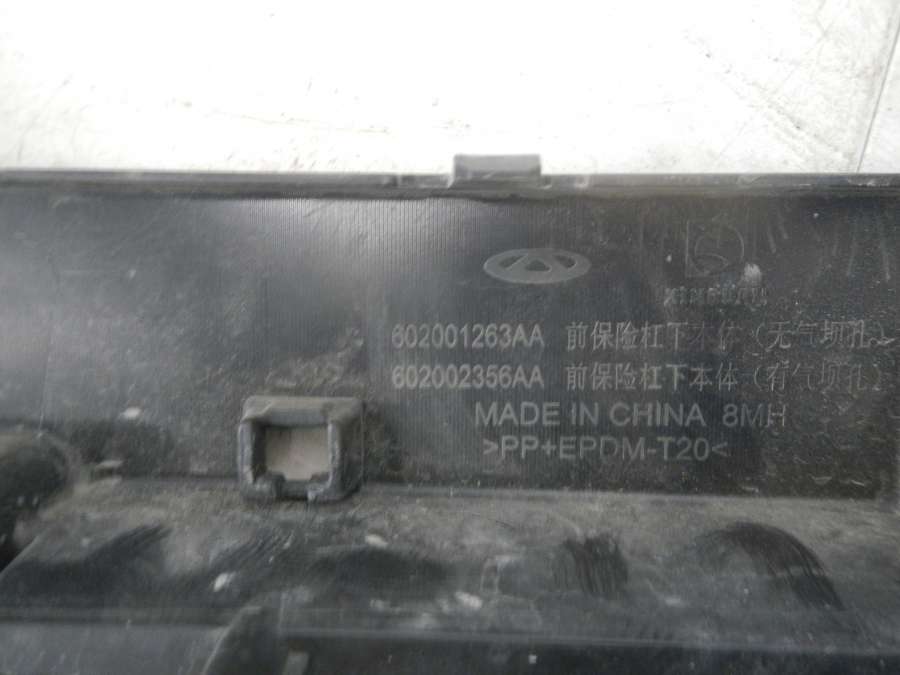 602001263AA 前保险杠下本体（无气坝孔）
602002356AA 前保险杠下本体（有气坝孔）
MADE IN CHINA 8MH
>PP+EPDM-T20<